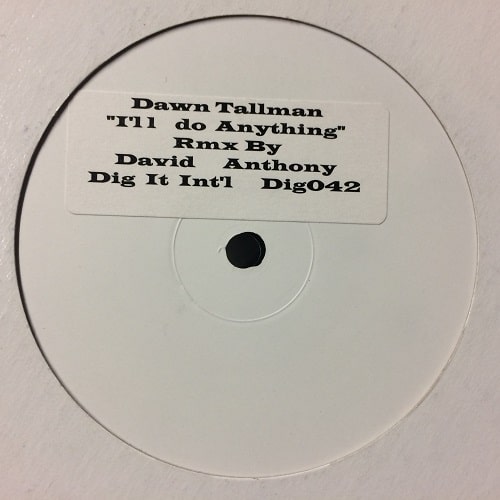 Dawn Tallman
"I'll do Anything"
Rmx By
David Anthony
Dig It Int'l Dig042